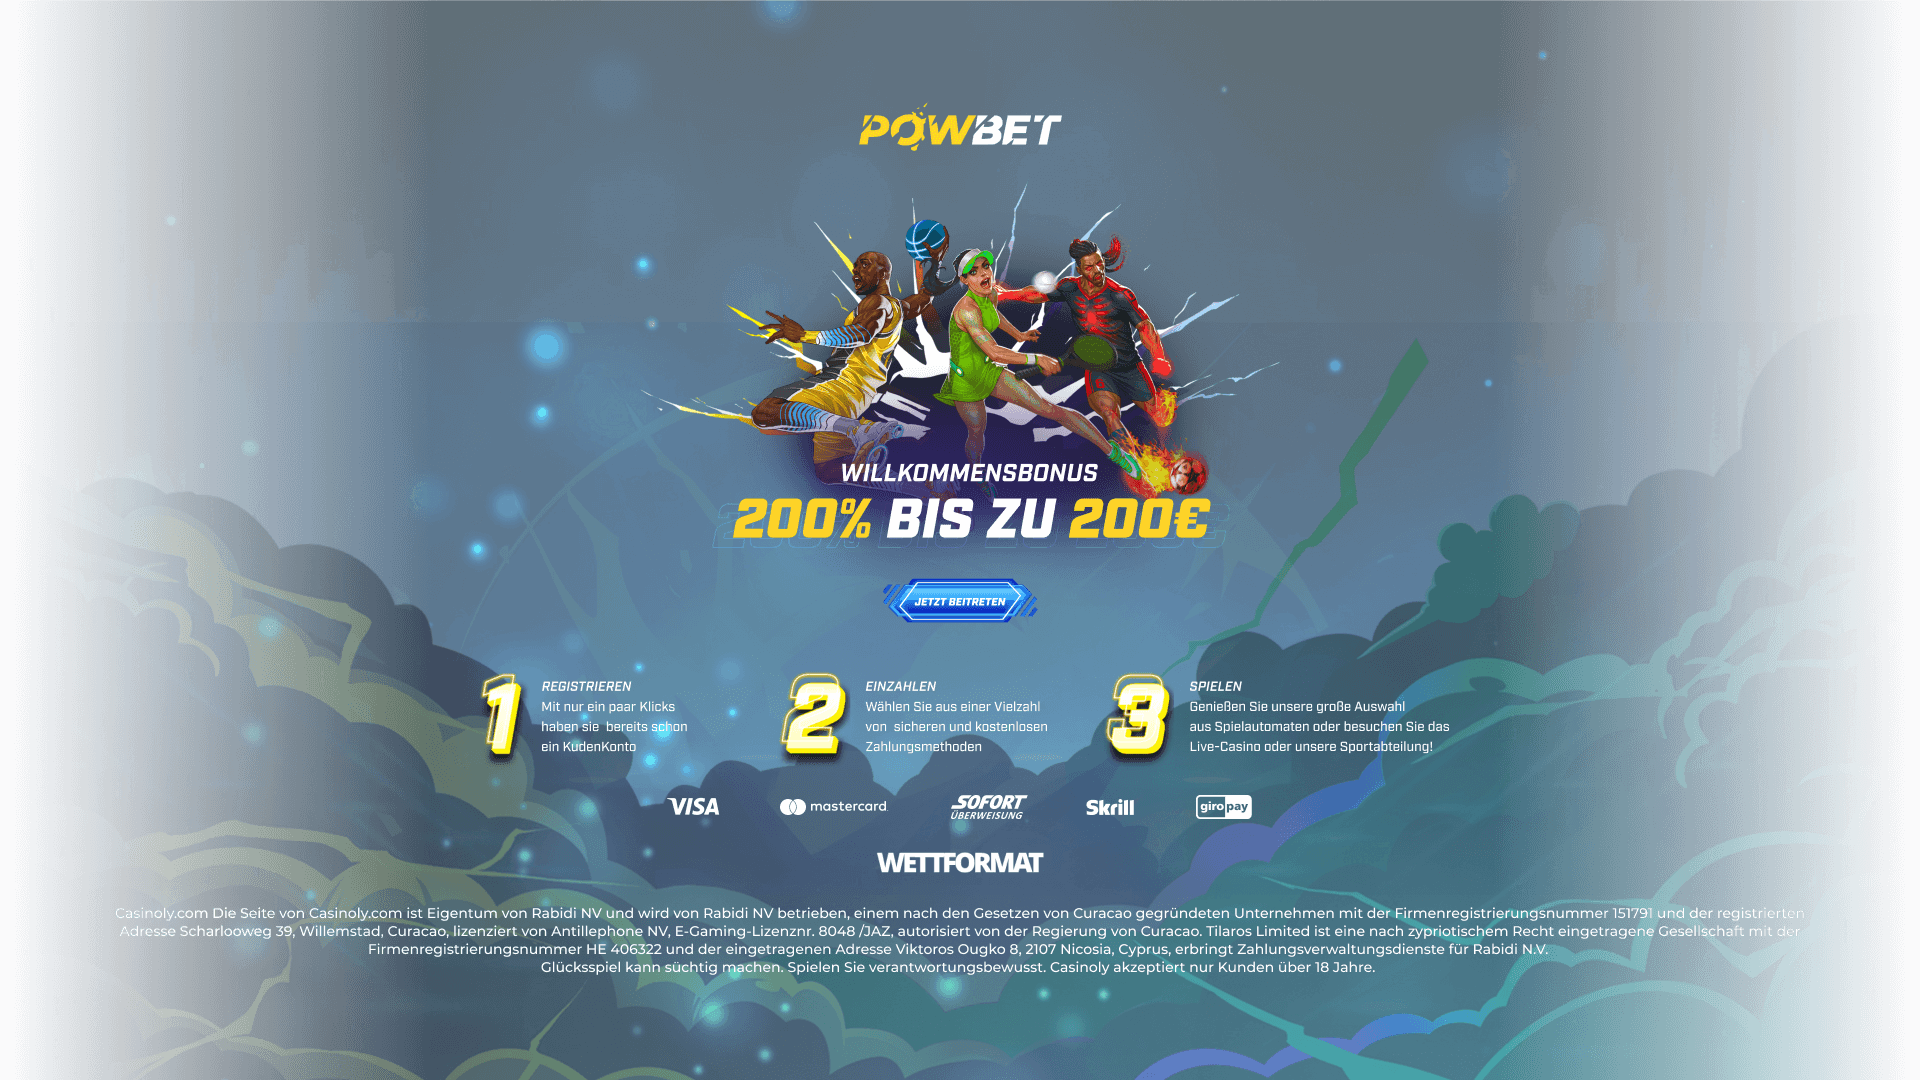 POWBET
WILLKOMMENSBONUS
200% BIS ZU 200€
JETZT BEITRETEN
1
REGISTRIEREN
Mit nur ein paar Klicks
haben sie bereits schon
ein KudenKonto
2
EINZAHLEN
Wählen Sie aus einer Vielzahl
von sicheren und kostenlosen
Zahlungsmethoden
3
SPIELEN
Genießen Sie unsere große Auswahl
aus Spielautomaten oder besuchen Sie das
Live-Casino oder unsere Sportabteilung!
VISA
mastercard
SOFORT
ÜBERWEISUNG
Skrill
giropay
WETTFORMAT
Casinoly.com Die Seite von Casinoly.com ist Eigentum von Rabidi NV und wird von Rabidi NV betrieben, einem nach den Gesetzen von Curacao gegründeten Unternehmen mit der Firmenregistrierungsnummer 151791 und der registrierten
Adresse Scharlooweg 39, Willemstad, Curacao, lizenziert von Antillephone NV, E-Gaming-Lizenznr. 8048 /JAZ, autorisiert von der Regierung von Curacao. Tilaros Limited ist eine nach zypriotischem Recht eingetragene Gesellschaft mit der
Firmenregistrierungsnummer HE 406322 und der eingetragenen Adresse Viktoros Ougko 8, 2107 Nicosia, Cyprus, erbringt Zahlungsverwaltungsdienste für Rabidi N.V.
Glücksspiel kann süchtig machen. Spielen Sie verantwortungsbewusst. Casinoly akzeptiert nur Kunden über 18 Jahre.